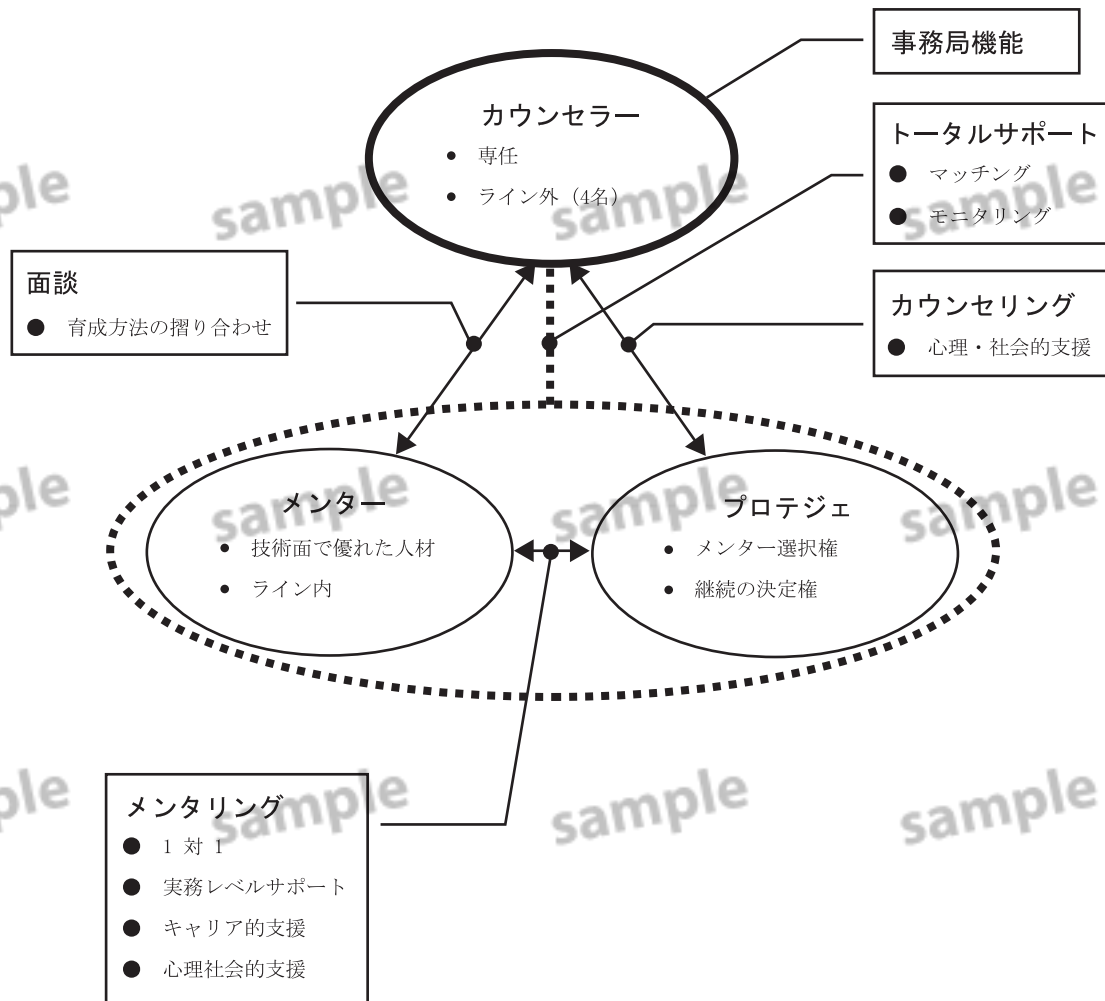 事務局機能
カウンセラー
• 専任
• ライン外（4名）
トータルサポート
● マッチング
● モニタリング
面談
● 育成方法の摺り合わせ
カウンセリング
● 心理・社会的支援
メンター
• 技術面で優れた人材
• ライン内
プロテジェ
• メンター選択権
• 継続の決定権
メンタリング
● 1 対 1
● 実務レベルサポート
● キャリア的支援
● 心理社会的支援
ple sample sample sample
ple sample sample sample
ple sample sample sample